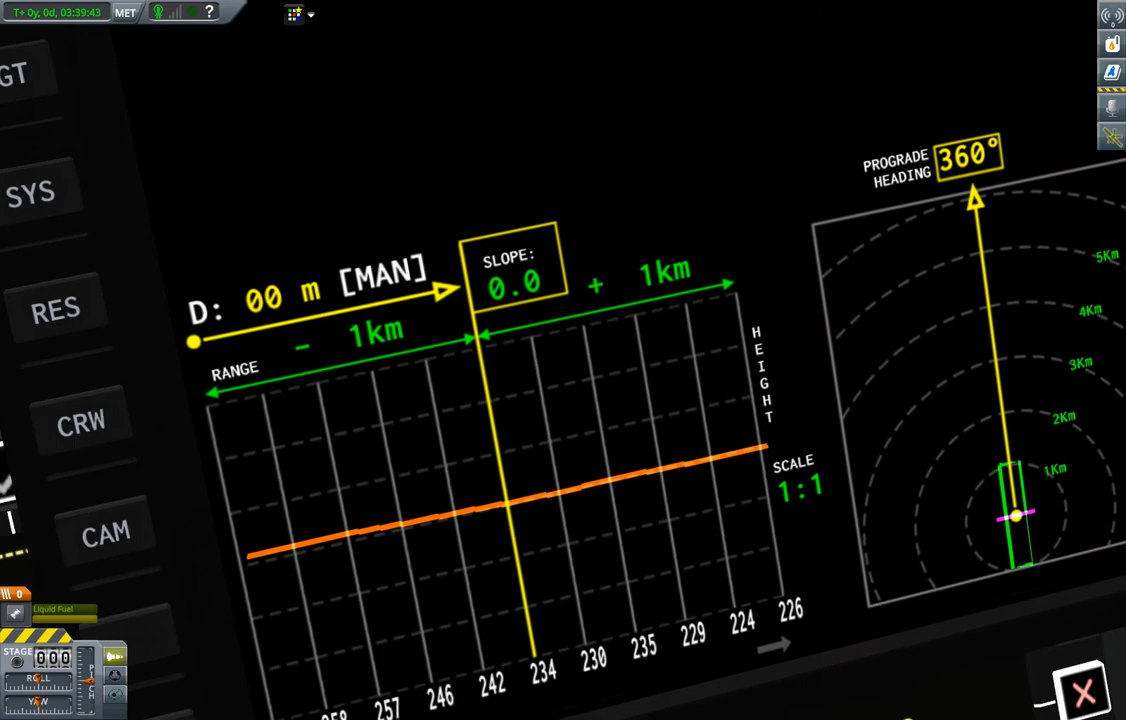 T+ 0y, 0d, 03:39:43
MET
?
SYS
RES
CRW
CAM
D: 00 m [MAN]
SLOPE:
0.0
- 1km
+ 1km
RANGE
HEIGHT
SCALE
1:1
257 246 242 234 230 235 229 224 226
PROGRADE
HEADING
360°
5Km
4Km
3Km
2Km
1Km
0
Liquid Fuel
STAGE
000
ROLL
YAW
PITCH